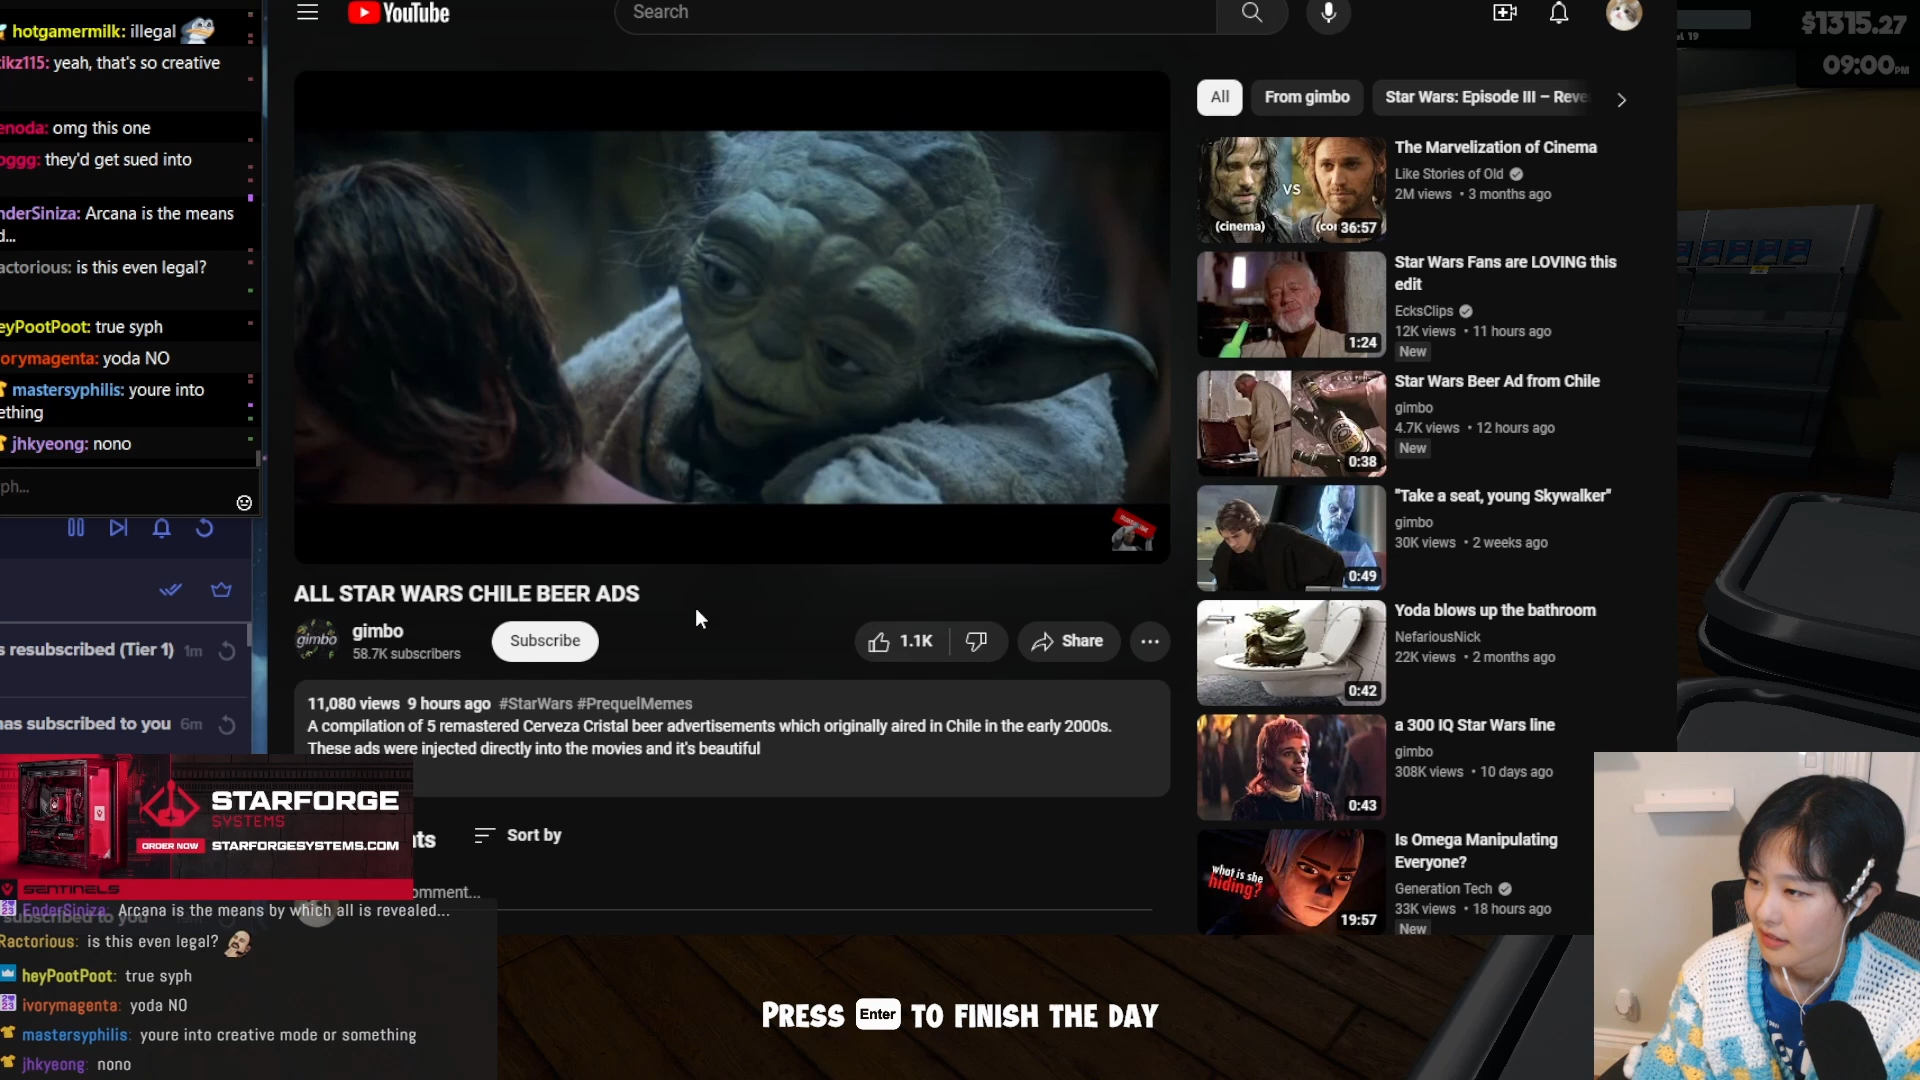 hotgamermilk: illegal
ikz115: yeah, that's so creative
enoda: omg this one
oggg: they'd get sued into
nderSiniza: Arcana is the means
d...
actorious: is this even legal?
eyPootPoot: true syph
orymagenta: yoda NO
mastersyphilis: youre into
ething
jhkyeong: nono
ph...
s resubscribed (Tier 1) 1m
has subscribed to you 6m
STARFORGE
SYSTEMS
ORDER NOW STARFORGESYSTEMS.COM
SENTINELS
EnderSiniza: Arcana is the means by which all is revealed...
subscribed to you
Ractorious: is this even legal?
heyPootPoot: true syph
ivorymagenta: yoda NO
mastersyphilis: youre into creative mode or something
jhkyeong: nono
YouTube
Search
ALL STAR WARS CHILE BEER ADS
gimbo
gimbo
58.7K subscribers
Subscribe
1.1K
Share
11,080 views 9 hours ago #StarWars #PrequelMemes
A compilation of 5 remastered Cerveza Cristal beer advertisements which originally aired in Chile in the early 2000s.
These ads were injected directly into the movies and it's beautiful
ts
Sort by
omment...
All
From gimbo
Star Wars: Episode III – Reve
VS
(cinema)
(co
36:57
The Marvelization of Cinema
Like Stories of Old
2M views • 3 months ago
1:24
Star Wars Fans are LOVING this
edit
EcksClips
12K views • 11 hours ago
New
0:38
Star Wars Beer Ad from Chile
gimbo
4.7K views • 12 hours ago
New
0:49
"Take a seat, young Skywalker"
gimbo
30K views • 2 weeks ago
0:42
Yoda blows up the bathroom
NefariousNick
22K views • 2 months ago
0:43
a 300 IQ Star Wars line
gimbo
308K views • 10 days ago
what is she
hiding?
19:57
Is Omega Manipulating
Everyone?
Generation Tech
33K views • 18 hours ago
New
$1315.27
l 19
09:00PM
PRESS Enter TO FINISH THE DAY